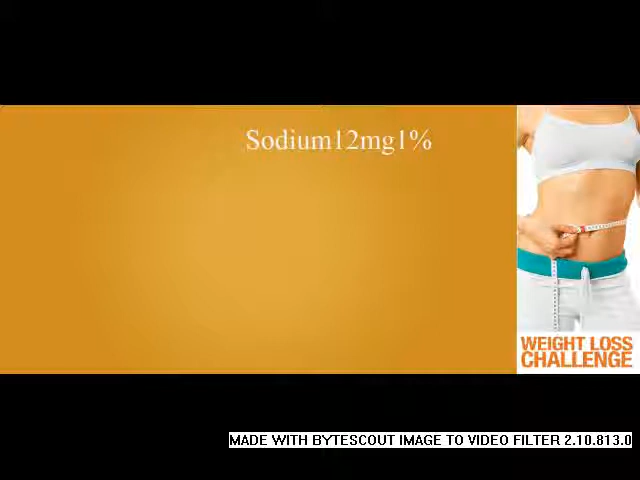 Sodium12mg1%
WEIGHT LOSS
CHALLENGE
MADE WITH BYTESCOUT IMAGE TO VIDEO FILTER 2.10.813.0